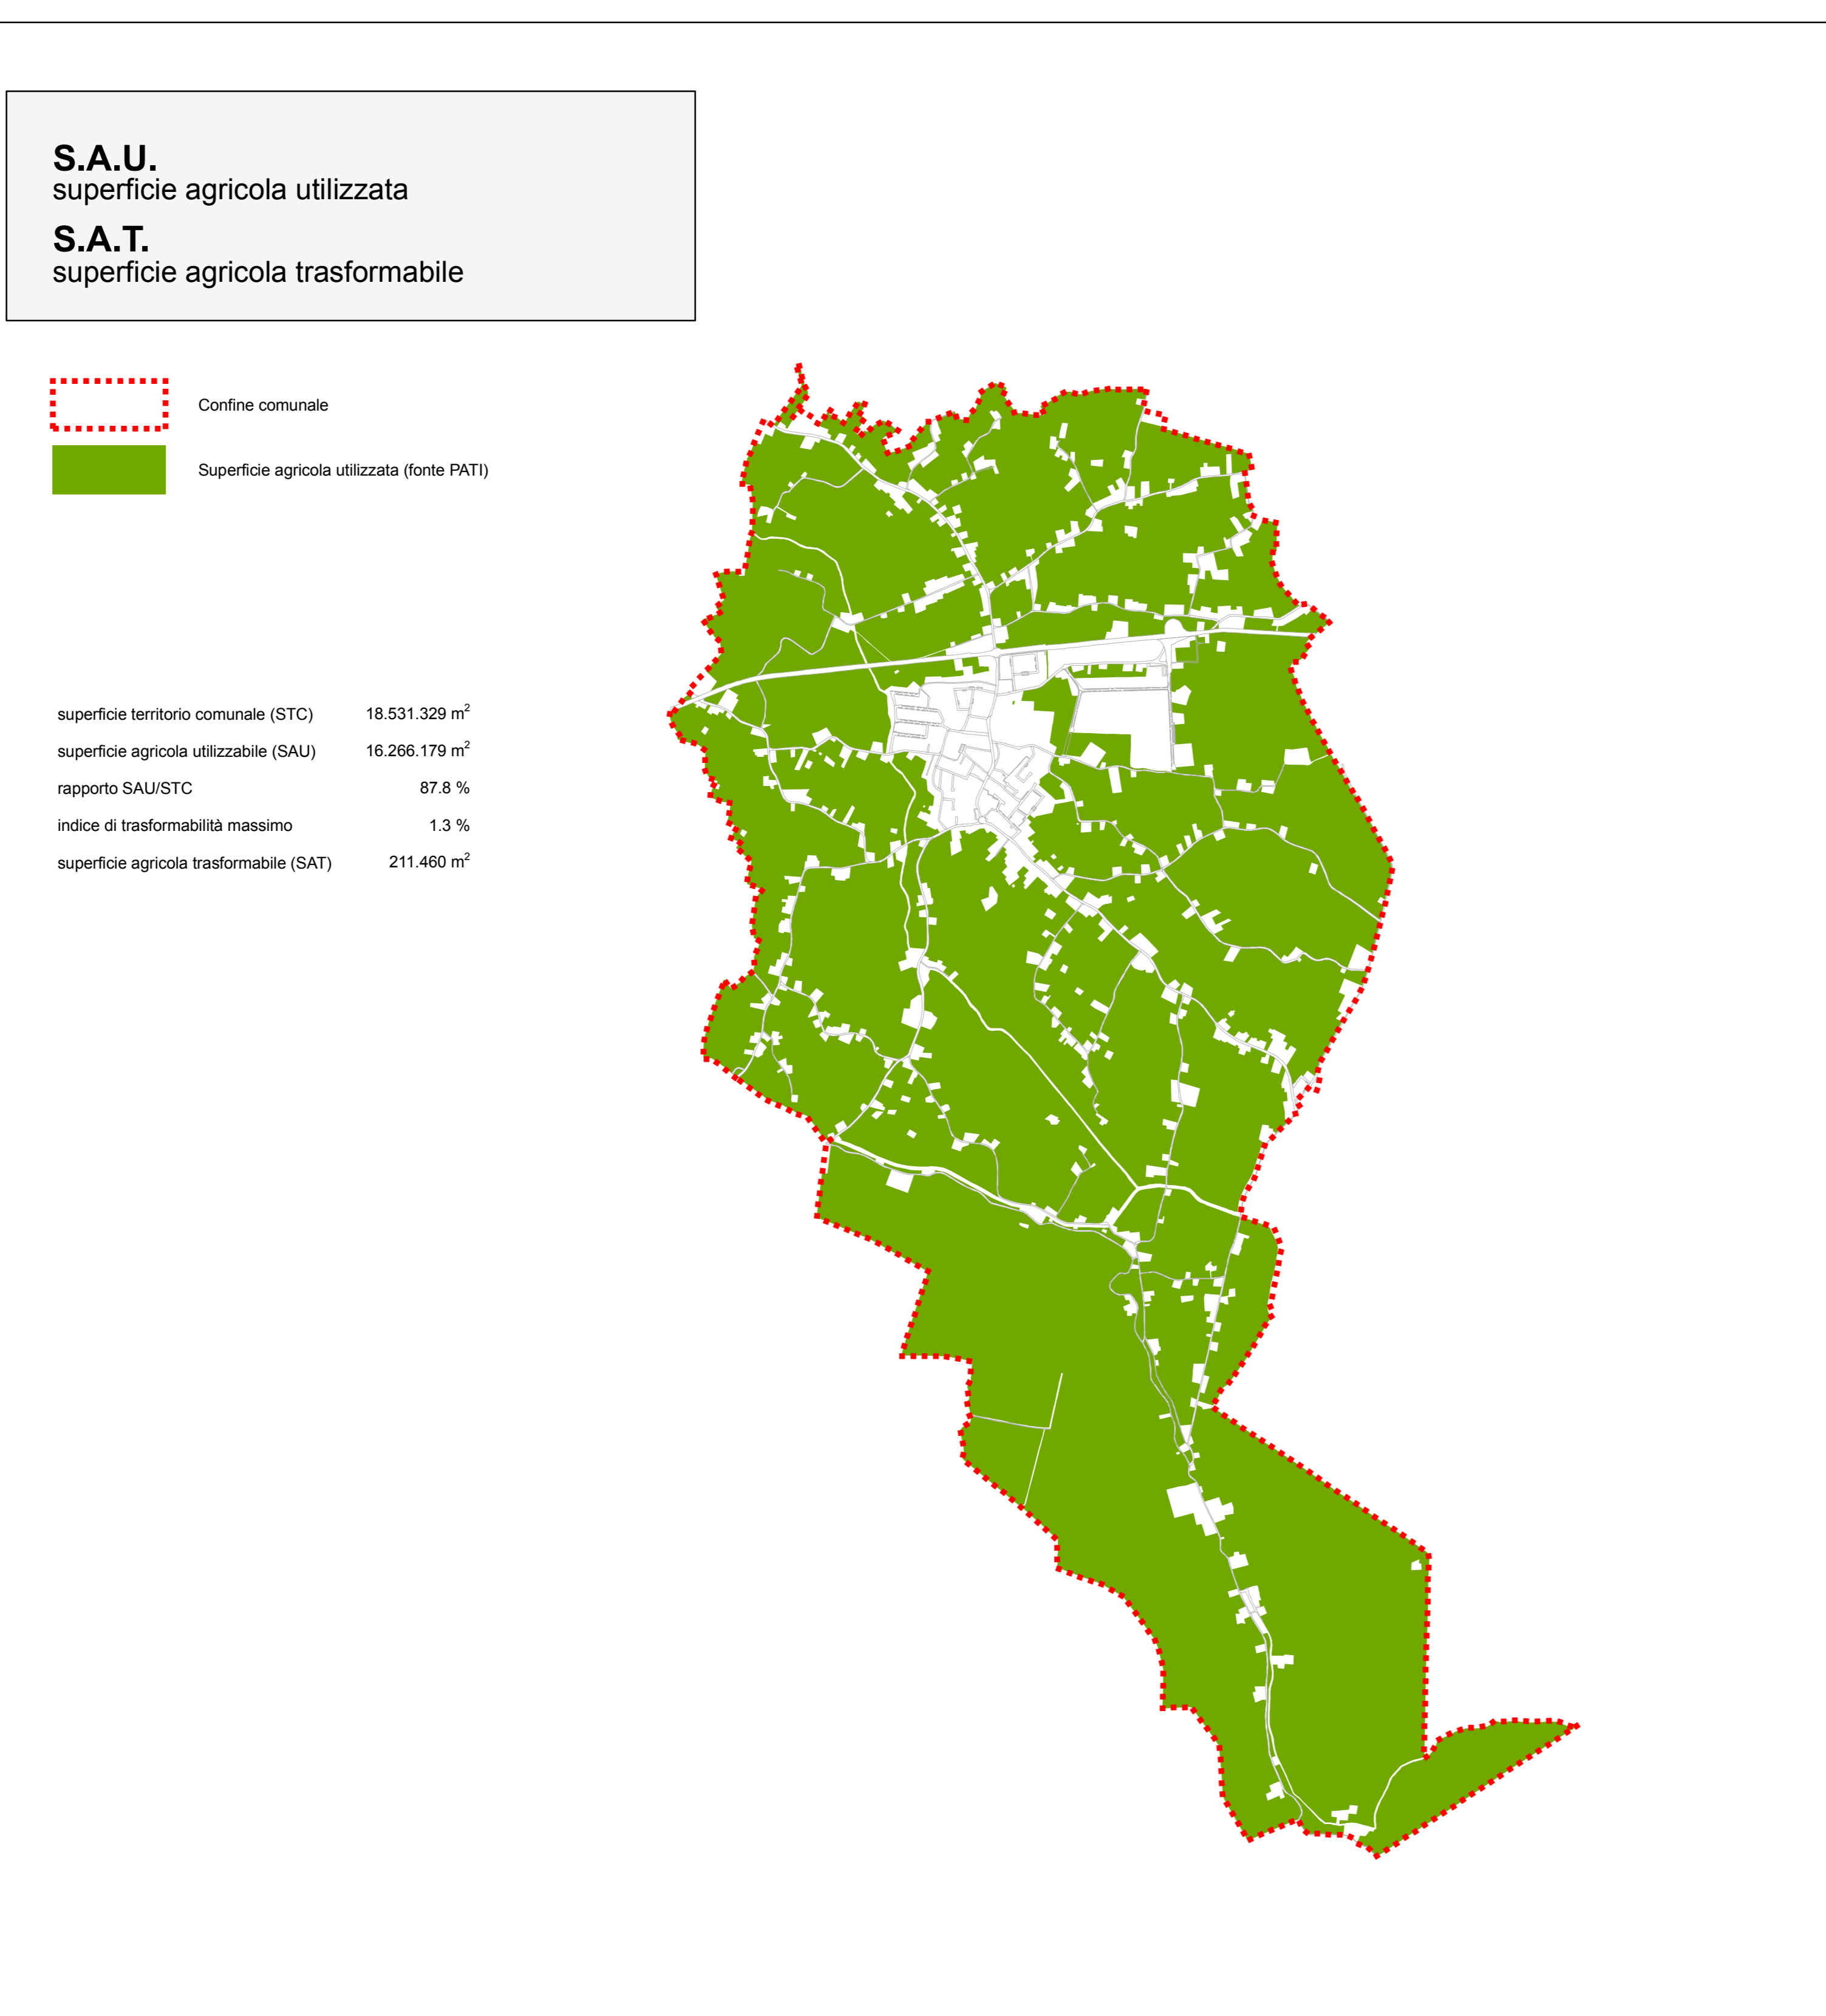 S.A.U.
superficie agricola utilizzata
S.A.T.
superficie agricola trasformabile
Confine comunale
Superficie agricola utilizzata (fonte PATI)
superficie territorio comunale (STC) 18.531.329 m²
superficie agricola utilizzabile (SAU) 16.266.179 m²
rapporto SAU/STC 87.8 %
indice di trasformabilità massimo 1.3 %
superficie agricola trasformabile (SAT) 211.460 m²